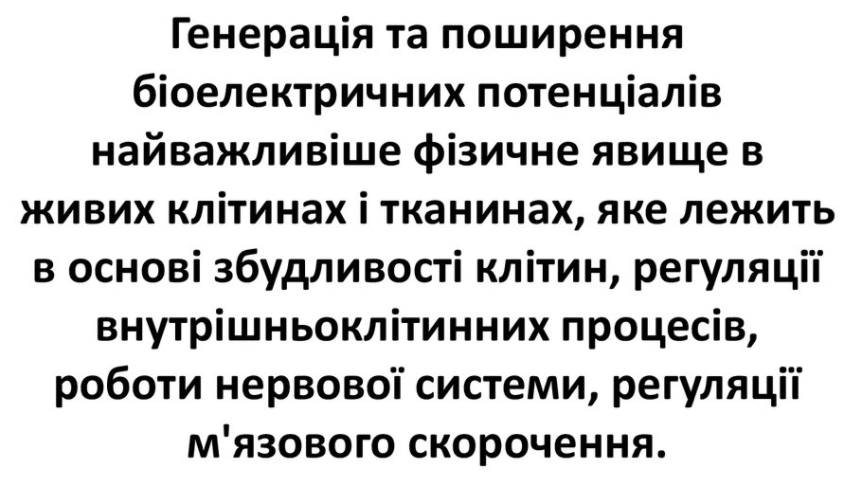 Генерація та поширення
біоелектричних потенціалів
найважливіше фізичне явище в
живих клітинах і тканинах, яке лежить
в основі збудливості клітин, регуляції
внутрішньоклітинних процесів,
роботи нервової системи, регуляції
м'язового скорочення.